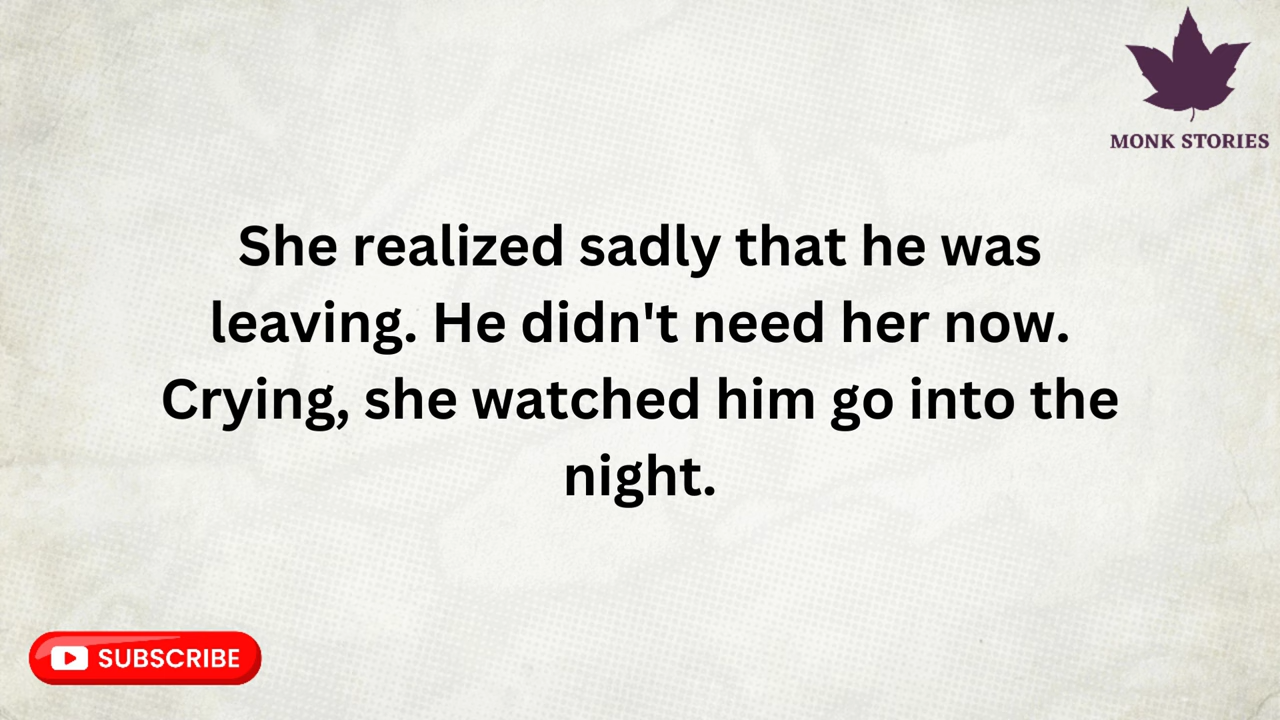 MONK STORIES
She realized sadly that he was
leaving. He didn't need her now.
Crying, she watched him go into the
night.
SUBSCRIBE